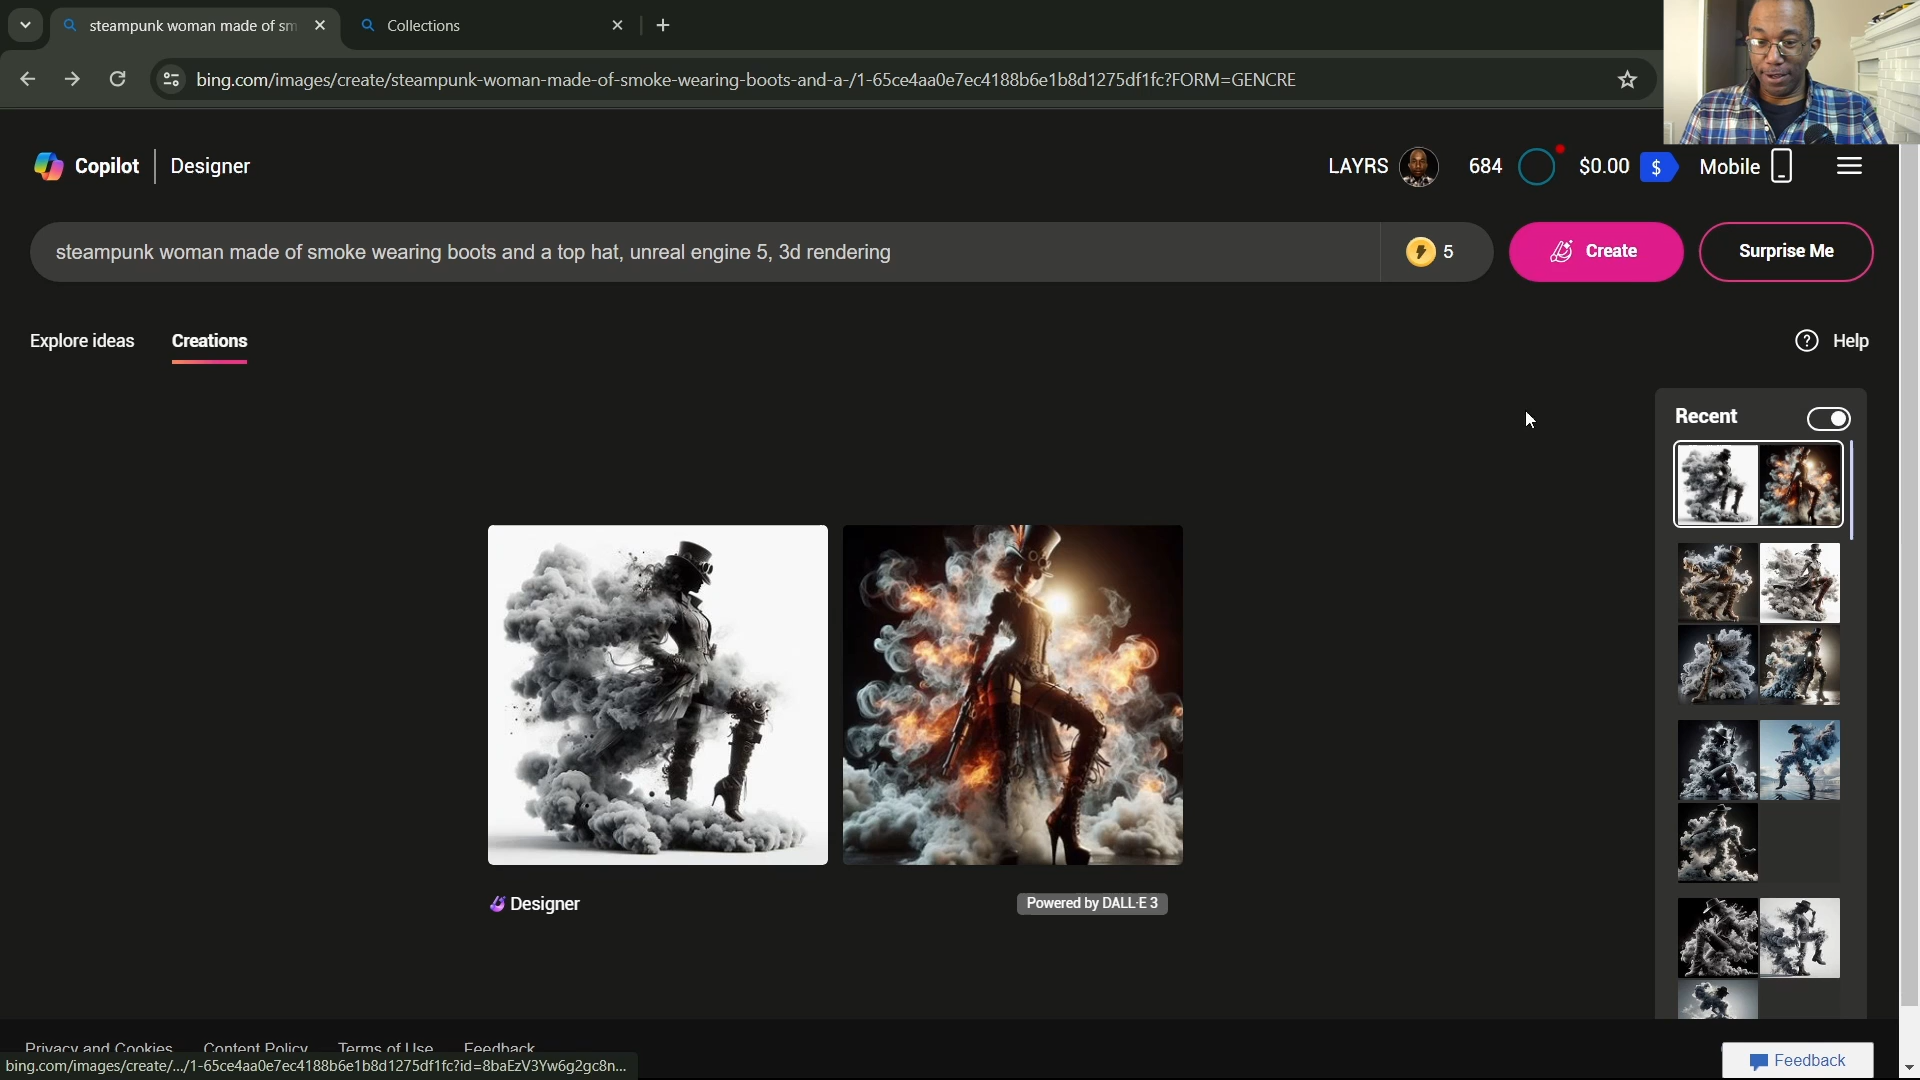 steampunk woman made of sm
Collections
bing.com/images/create/steampunk-woman-made-of-smoke-wearing-boots-and-a-/1-65ce4aa0e7ec4188b6e1b8d1275df1fc?FORM=GENCRE
Copilot Designer
LAYRS 684 $0.00 $ Mobile
steampunk woman made of smoke wearing boots and a top hat, unreal engine 5, 3d rendering
5
Create
Surprise Me
Explore ideas Creations
? Help
Recent
Designer
Powered by DALL·E 3
Privacy and Cookies Content Policy Terms of Use Feedback
bing.com/images/create/.../1-65ce4aa0e7ec4188b6e1b8d1275df1fc?id=8baEzV3Yw6g2gc8n...
Feedback